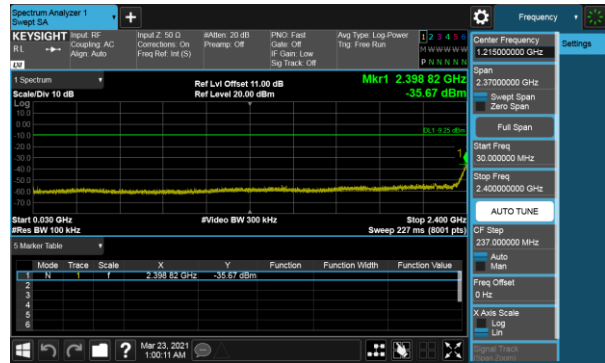 Spectrum Analyzer 1
Swept SA
+
Frequency
KEYSIGHT
RL
Input: RF
Coupling: AC
Align: Auto
Input Z: 50 Ω
Corrections: On
Freq Ref: Int (S)
#Atten: 20 dB
Preamp: Off
PNO: Fast
Gate: Off
IF Gain: Low
Sig Track: Off
Avg Type: Log-Power
Trig: Free Run
1 2 3 4 5 6
M W W W W W
P N N N N N
Center Frequency
1.215000000 GHz
Settings
1 Spectrum
Scale/Div 10 dB
Ref Lvl Offset 11.00 dB
Ref Level 20.00 dBm
Mkr1 2.398 82 GHz
-35.67 dBm
Span
2.37000000 GHz
Swept Span
Zero Span
Full Span
Log
10.0
0.00
-10.0
-20.0
-30.0
-40.0
-50.0
-60.0
-70.0
DL1 -9.25 dBm
1
Start Freq
30.000000 MHz
Stop Freq
2.400000000 GHz
AUTO TUNE
Start 0.030 GHz
#Res BW 100 kHz
#Video BW 300 kHz
Stop 2.400 GHz
Sweep 227 ms (8001 pts)
CF Step
237.000000 MHz
Auto
Man
5 Marker Table
Mode Trace Scale X Y Function Function Width Function Value
1 N 1 f 2.398 82 GHz -35.67 dBm
2
3
4
5
6
Freq Offset
0 Hz
X Axis Scale
Log
Lin
Signal Track
(Span Zoom)
?
Mar 23, 2021
1:00:11 AM